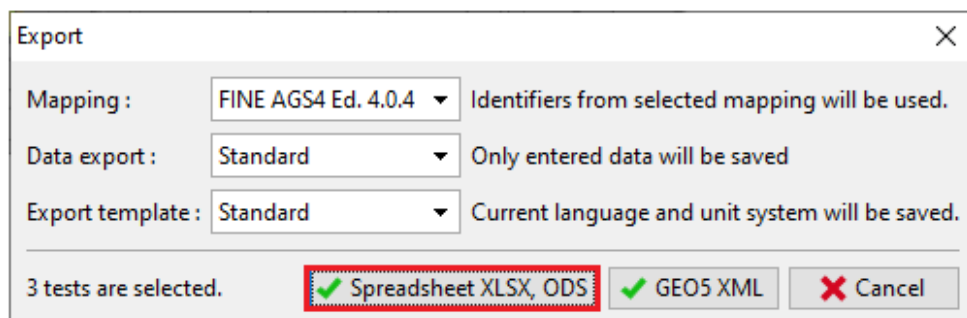 Export
Mapping : FINE AGS4 Ed. 4.0.4 Identifiers from selected mapping will be used.
Data export : Standard Only entered data will be saved
Export template : Standard Current language and unit system will be saved.
3 tests are selected. Spreadsheet XLSX, ODS GEO5 XML Cancel